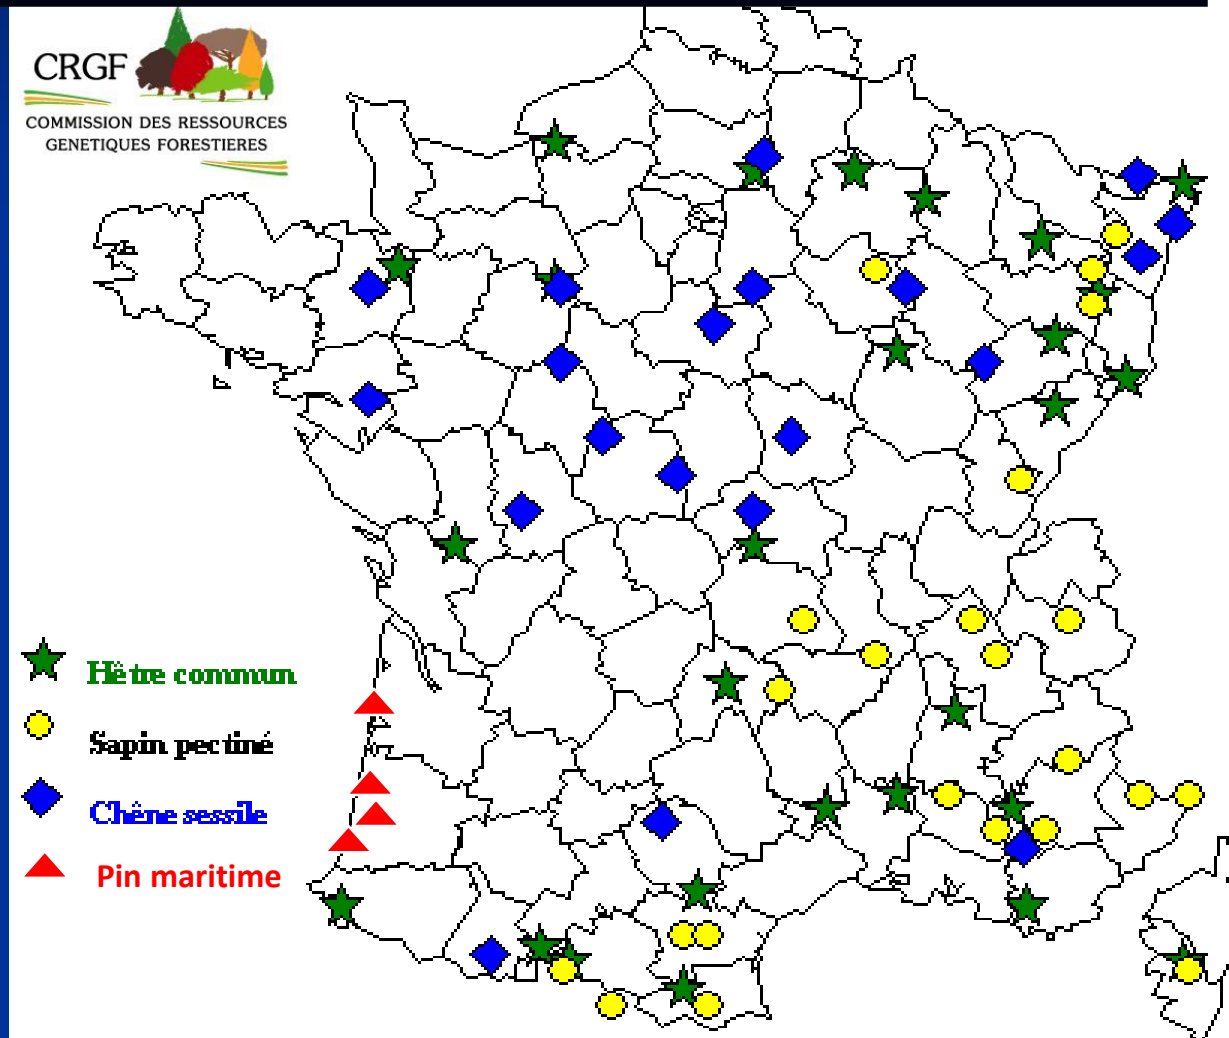 CRGF
COMMISSION DES RESSOURCES
GENETIQUES FORESTIERES
Hêtre commun
Sapin pectiné
Chêne sessile
Pin maritime